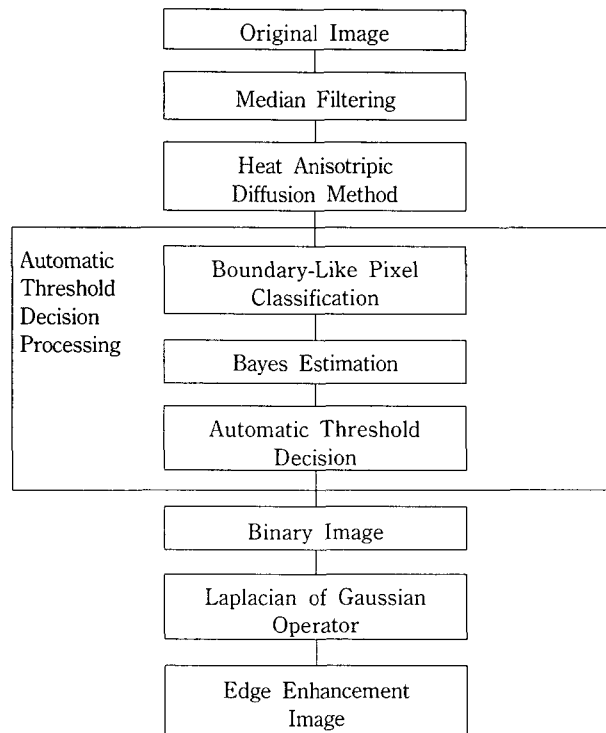 Original Image
Median Filtering
Heat Anisotripic
Diffusion Method
Automatic
Threshold
Decision
Processing
Boundary-Like Pixel
Classification
Bayes Estimation
Automatic Threshold
Decision
Binary Image
Laplacian of Gaussian
Operator
Edge Enhancement
Image